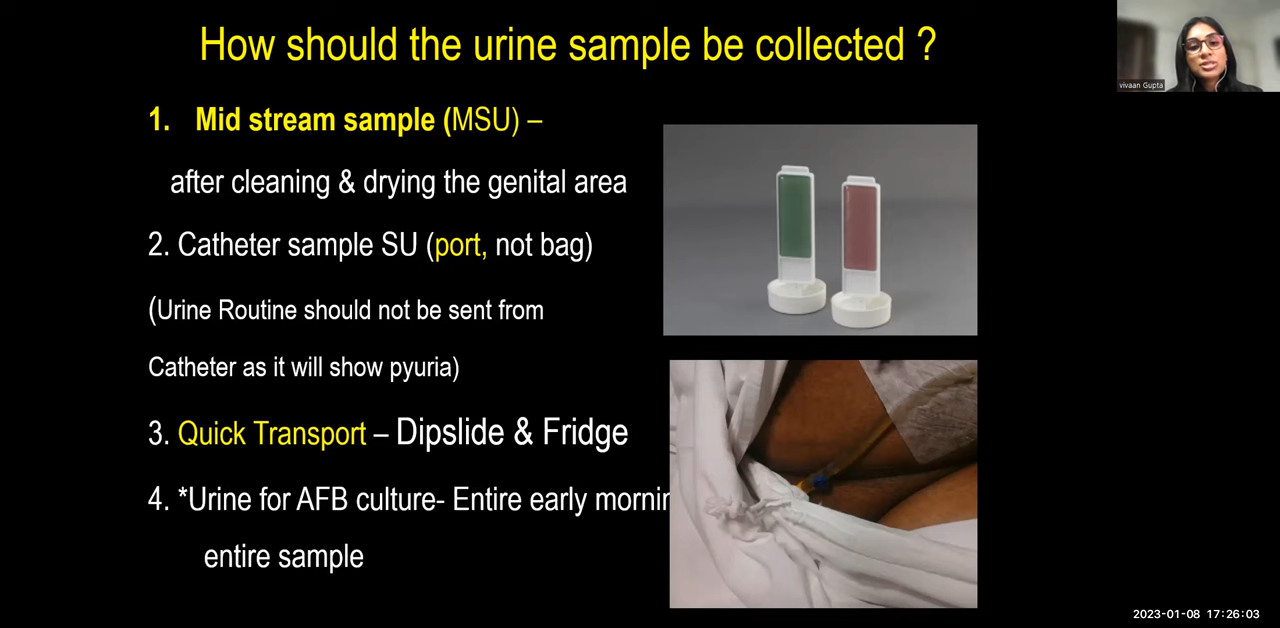 How should the urine sample be collected ?
vivaan Gupta
1. Mid stream sample (MSU) –
after cleaning & drying the genital area
2. Catheter sample SU (port, not bag)
(Urine Routine should not be sent from
Catheter as it will show pyuria)
3. Quick Transport – Dipslide & Fridge
4. *Urine for AFB culture- Entire early
entire sample
2023-01-08 17:26:03